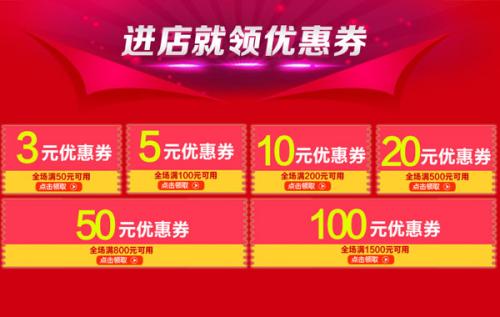 进店就领优惠券
3元优惠券
全场满50元可用
点击领取
5元优惠券
全场满100元可用
点击领取
10元优惠券
全场满200元可用
点击领取
20元优惠券
全场满500元可用
点击领取
50元优惠券
全场满800元可用
点击领取
100元优惠券
全场满1500元可用
点击领取